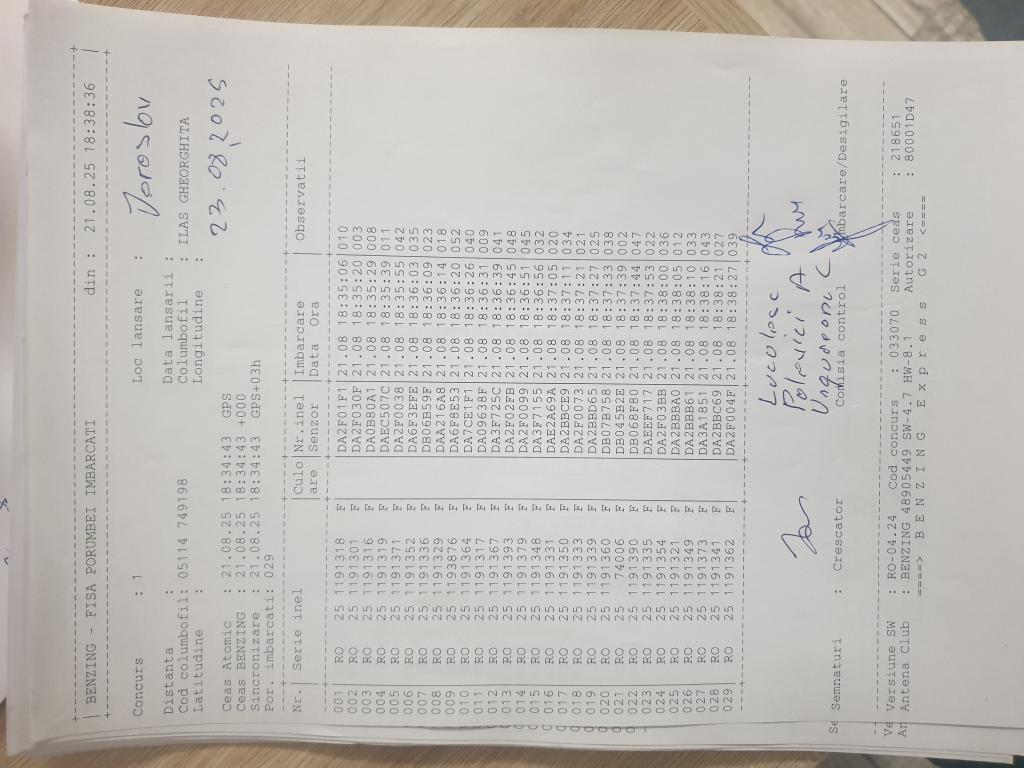 BENZING - FISA PORUMBEI IMBARCATI din : 21.08.25 18:38:36
Concurs : 1 Loc lansare :
Distanta : Data lansarii :
Cod columbofil: 05114 749198 Columbofil : ILAS GHEORGHITA
Latitudine : Longitudine :
23.08.2025
Ceas Atomic : 21.08.25 18:34:43 GPS
Ceas BENZING : 21.08.25 18:34:43 +000
Sincronizare : 21.08.25 18:34:43 GPS+03h
Por. imbarcati: 029
Nr. | Serie inel | Culo | Nr.inel | Imbarcare | Observatii
are | Senzor | Data Ora
001 RO 25 1191318 F DA2F01F1 21.08 18:35:06 010
002 RO 25 1191301 F DA2F030F 21.08 18:35:20 003
003 RO 25 1191316 F DA0B80A1 21.08 18:35:29 008
004 RO 25 1191319 F DAEC507C 21.08 18:35:39 011
005 RO 25 1191371 F DA2F0038 21.08 18:35:55 042
006 RO 25 1191352 F DA6F3EFE 21.08 18:36:03 035
007 RO 25 1191336 F DB06B59F 21.08 18:36:09 023
008 RO 25 1191329 F DAA216A8 21.08 18:36:14 018
009 RO 25 1193876 F DA6F8E53 21.08 18:36:20 052
010 RO 25 1191364 F DA7CE1F1 21.08 18:36:26 040
011 RO 25 1191317 F DA09638F 21.08 18:36:31 009
012 RO 25 1191367 F DA3F725C 21.08 18:36:39 041
013 RO 25 1191393 F DA2F02FB 21.08 18:36:45 048
014 RO 25 1191379 F DA2F0099 21.08 18:36:51 045
015 RO 25 1191348 F DA3F7155 21.08 18:36:56 032
016 RO 25 1191331 F DAE2A69A 21.08 18:37:05 020
017 RO 25 1191350 F DA2BBCE9 21.08 18:37:11 034
018 RO 25 1191333 F DA2F0073 21.08 18:37:21 021
019 RO 25 1191339 F DA2BBD65 21.08 18:37:27 025
020 RO 25 1191360 F DB07B758 21.08 18:37:33 038
021 RO 25 74006 F DB045B2E 21.08 18:37:39 002
022 RO 25 1191390 F DB06BF80 21.08 18:37:44 047
023 RO 25 1191335 F DAEEF717 21.08 18:37:53 022
024 RO 25 1191354 F DA2F03BB 21.08 18:38:00 036
025 RO 25 1191321 F DA2BBBA0 21.08 18:38:05 012
026 RO 25 1191349 F DA2BBB61 21.08 18:38:10 033
027 RO 25 1191373 F DA3A1851 21.08 18:38:16 043
028 RO 25 1191341 F DA2BBC69 21.08 18:38:21 027
029 RO 25 1191362 F DA2F004F 21.08 18:38:27 039
Semnaturi : Crescator Comisia control Imbarcare/Desigilare
Versiune SW : RO-04.24 Cod concurs : 033070 Serie ceas : 218651
Antena Club : BENZING 48905449 SW-4.7 HW-8.1 Autorizare : 80001D47
====> B E N Z I N G E x p r e s s G 2 <====